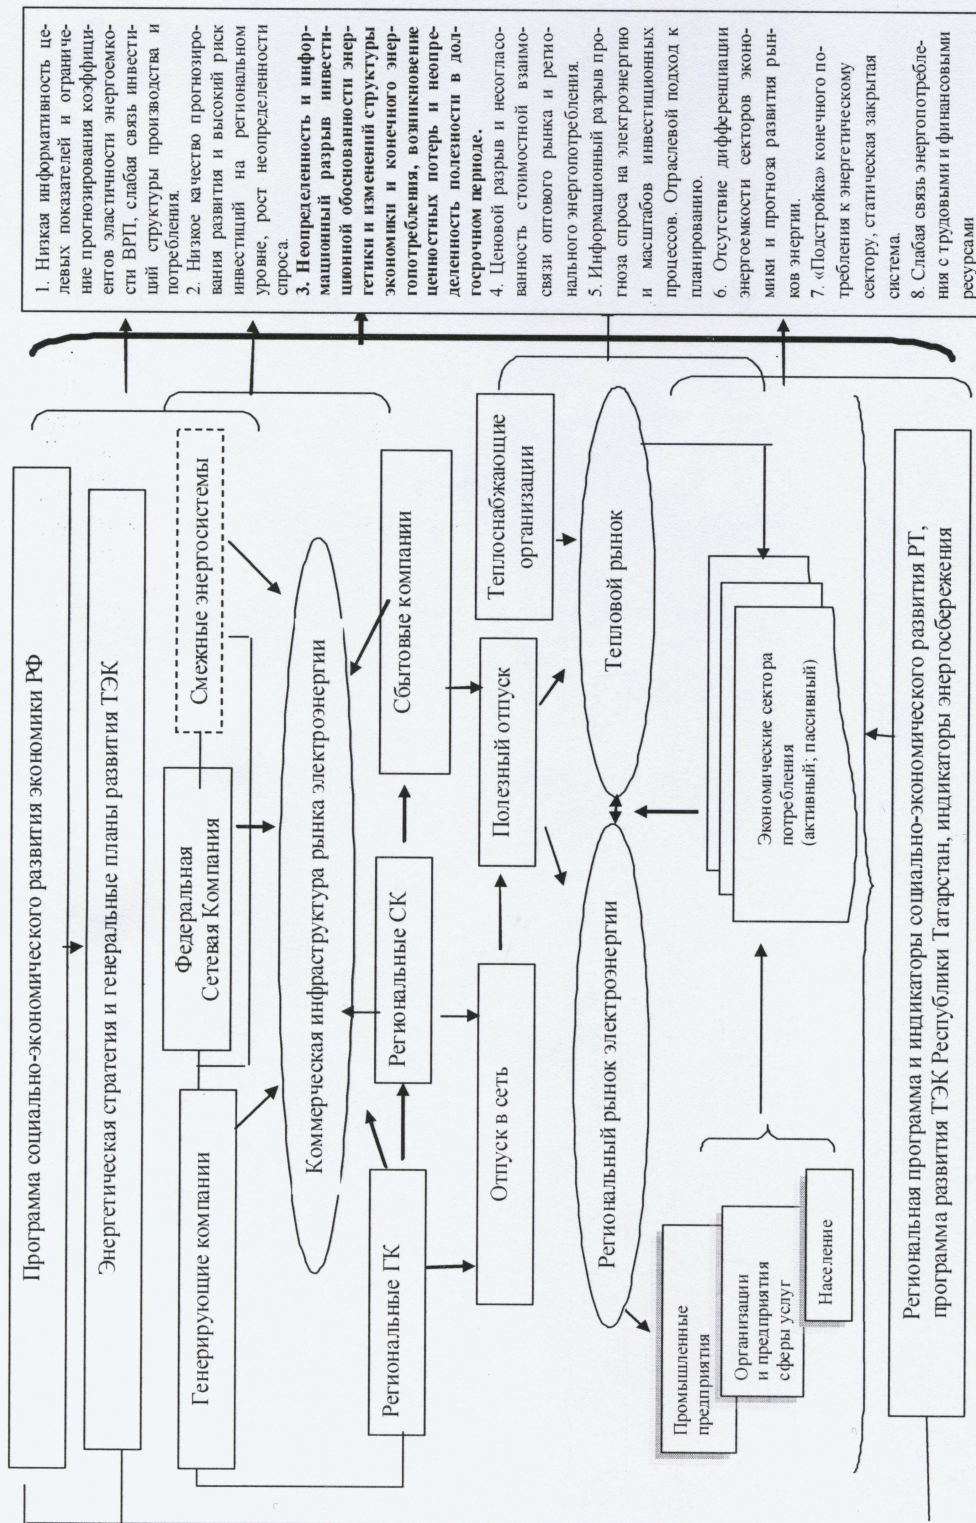 Программа социально-экономического развития экономики РФ
Энергетическая стратегия и генеральные планы развития ТЭК
Генерирующие компании
Федеральная
Сетевая Компания
Смежные энергосистемы
Коммерческая инфраструктура рынка электроэнергии
Региональные ГК
Региональные СК
Сбытовые компании
Отпуск в сеть
Полезный отпуск
Теплоснабжающие
организации
Региональный рынок электроэнергии
Тепловой рынок
Промышленные
предприятия
Организации
и предприятия
сферы услуг
Население
Экономические сектора
потребления
(активный; пассивный)
Региональная программа и индикаторы социально-экономического развития РТ,
программа развития ТЭК Республики Татарстан, индикаторы энергосбережения
1. Низкая информативность це-
левых показателей и ограниче-
ние прогнозирования коэффици-
ентов эластичности энергоемко-
сти ВРП, слабая связь инвести-
ций структуры производства и
потребления.
2. Низкое качество прогнозиро-
вания развития и высокий риск
инвестиций на региональном
уровне, рост неопределенности
спроса.
3. Неопределенность и инфор-
мационный разрыв инвести-
ционной обоснованности энер-
гетики и изменений структуры
экономики и конечного энер-
гопотребления, возникновение
ценностных потерь и неопре-
деленность полезности в дол-
госрочном периоде.
4. Ценовой разрыв и несогласо-
ванность стоимостной взаимо-
связи оптового рынка и регио-
нального энергопотребления.
5. Информационный разрыв про-
гноза спроса на электроэнергию
и масштабов инвестиционных
процессов. Отраслевой подход к
планированию.
6. Отсутствие дифференциации
энергоемкости секторов эконо-
мики и прогноза развития рын-
ков энергии.
7. «Подстройка» конечного по-
требления к энергетическому
сектору, статическая закрытая
система.
8. Слабая связь энергопотребле-
ния с трудовыми и финансовыми
ресурсами